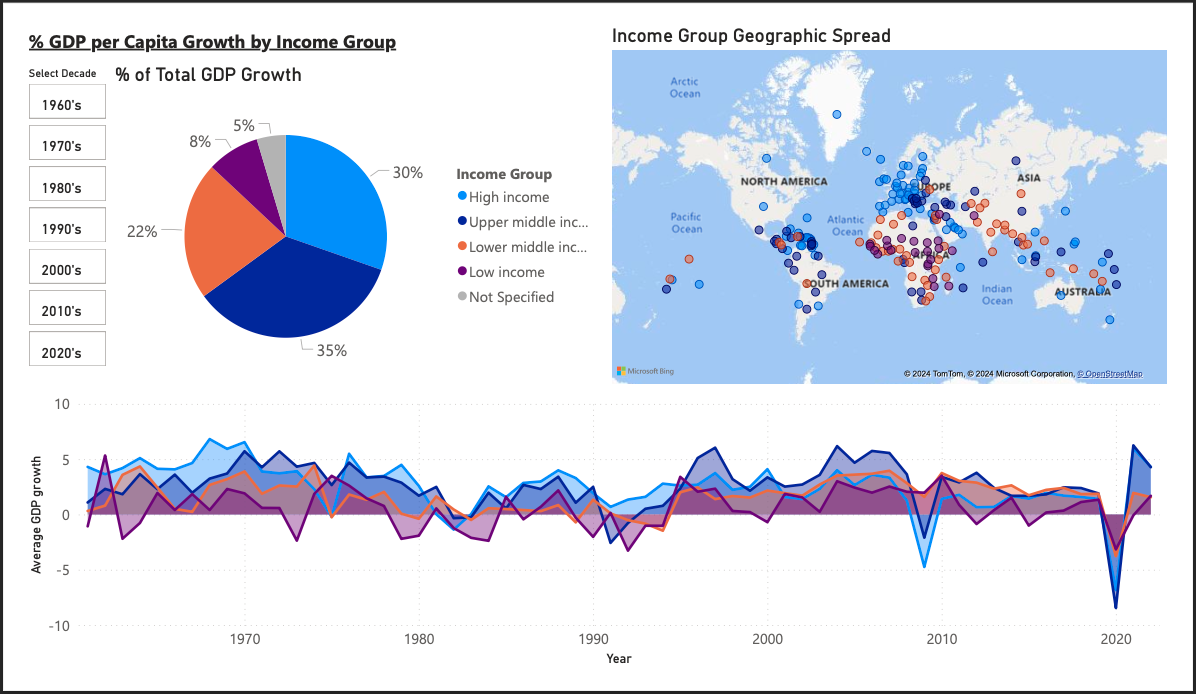 % GDP per Capita Growth by Income Group
Select Decade
1960's
1970's
1980's
1990's
2000's
2010's
2020's
% of Total GDP Growth
5%
8%
30%
22%
35%
Income Group
High income
Upper middle inc...
Lower middle inc...
Low income
Not Specified
Income Group Geographic Spread
Arctic
Ocean
NORTH AMERICA
EUROPE
ASIA
Pacific
Ocean
Atlantic
Ocean
AFRICA
SOUTH AMERICA
Indian
Ocean
AUSTRALIA
Microsoft Bing
© 2024 TomTom, © 2024 Microsoft Corporation, © OpenStreetMap
Average GDP growth
10
5
0
-5
-10
1970
1980
1990
2000
2010
2020
Year